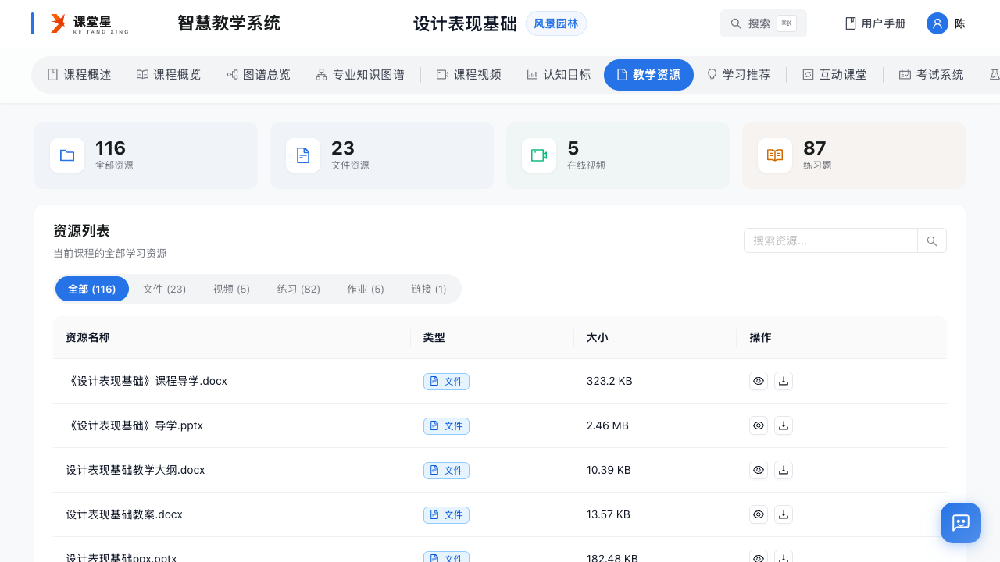 课堂星
KE TANG XING
智慧教学系统
设计表现基础
风景园林
搜索
⌘K
用户手册
陈
课程概述
课程概览
图谱总览
专业知识图谱
课程视频
认知目标
教学资源
学习推荐
互动课堂
考试系统
116
全部资源
23
文件资源
5
在线视频
87
练习题
资源列表
当前课程的全部学习资源
搜索资源...
全部 (116)
文件 (23)
视频 (5)
练习 (82)
作业 (5)
链接 (1)
资源名称 类型 大小 操作
《设计表现基础》课程导学.docx 文件 323.2 KB
《设计表现基础》导学.pptx 文件 2.46 MB
设计表现基础教学大纲.docx 文件 10.39 KB
设计表现基础教案.docx 文件 13.57 KB
设计表现基础ppx.pptx 文件 182.48 KB